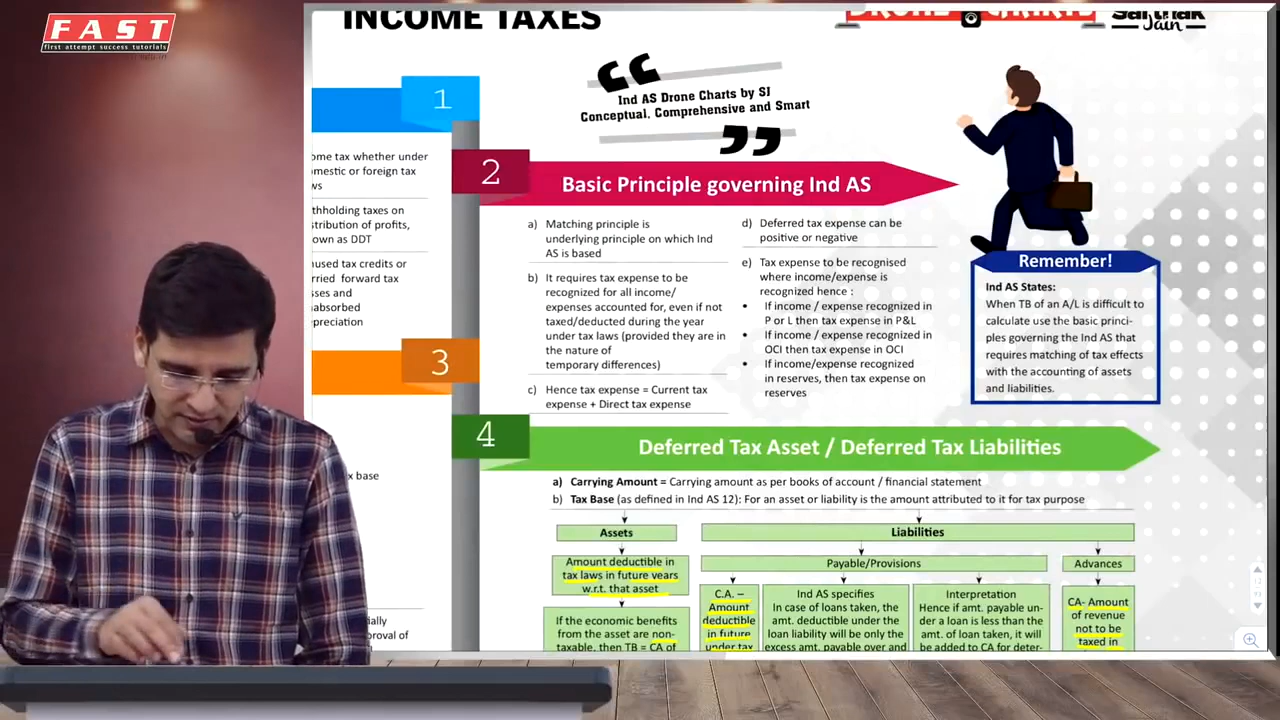 FAST
first attempt success tutorials
INCOME TAXES
DRONE CHARTS
Sarthak
Jain
Ind AS Drone Charts by SJ
Conceptual, Comprehensive and Smart
1
ome tax whether under
mestic or foreign tax
ws
thholding taxes on
stribution of profits,
own as DDT
used tax credits or
rried forward tax
sses and
absorbed
preciation
3
x base
ially
proval of
2
Basic Principle governing Ind AS
a) Matching principle is
underlying principle on which Ind
AS is based
b) It requires tax expense to be
recognized for all income/
expenses accounted for, even if not
taxed/deducted during the year
under tax laws (provided they are in
the nature of
temporary differences)
c) Hence tax expense = Current tax
expense + Direct tax expense
d) Deferred tax expense can be
positive or negative
e) Tax expense to be recognised
where income/expense is
recognized hence :
• If income / expense recognized in
P or L then tax expense in P&L
• If income / expense recognized in
OCI then tax expense in OCI
• If income/expense recognized
in reserves, then tax expense on
reserves
Remember!
Ind AS States:
When TB of an A/L is difficult to
calculate use the basic princi-
ples governing the Ind AS that
requires matching of tax effects
with the accounting of assets
and liabilities.
4
Deferred Tax Asset / Deferred Tax Liabilities
a) Carrying Amount = Carrying amount as per books of account / financial statement
b) Tax Base (as defined in Ind AS 12): For an asset or liability is the amount attributed to it for tax purpose
Assets
Liabilities
Amount deductible in
tax laws in future years
w.r.t. that asset
Payable/Provisions
Advances
If the economic benefits
from the asset are non-
taxable, then TB = CA of
C.A. –
Amount
deductible
in future
under tax
Ind AS specifies
In case of loans taken, the
amt. deductible under the
loan liability will be only the
excess amt. payable over and
Interpretation
Hence if amt. payable un-
der a loan is less than the
amt. of loan taken, it will
be added to CA for deter-
CA- Amount
of revenue
not to be
taxed in